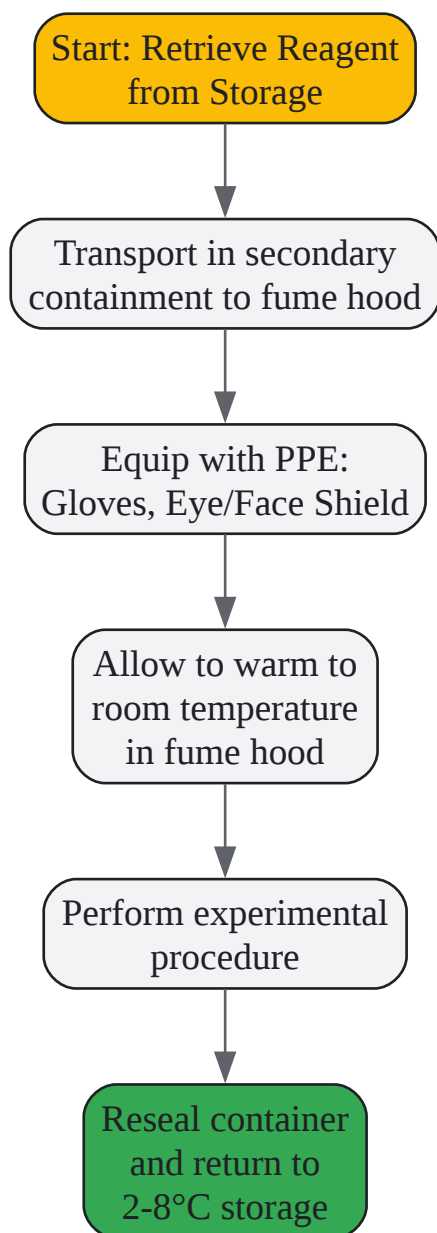 Start: Retrieve Reagent
from Storage
Transport in secondary
containment to fume hood
Equip with PPE:
Gloves, Eye/Face Shield
Allow to warm to
room temperature
in fume hood
Perform experimental
procedure
Reseal container
and return to
2-8°C storage